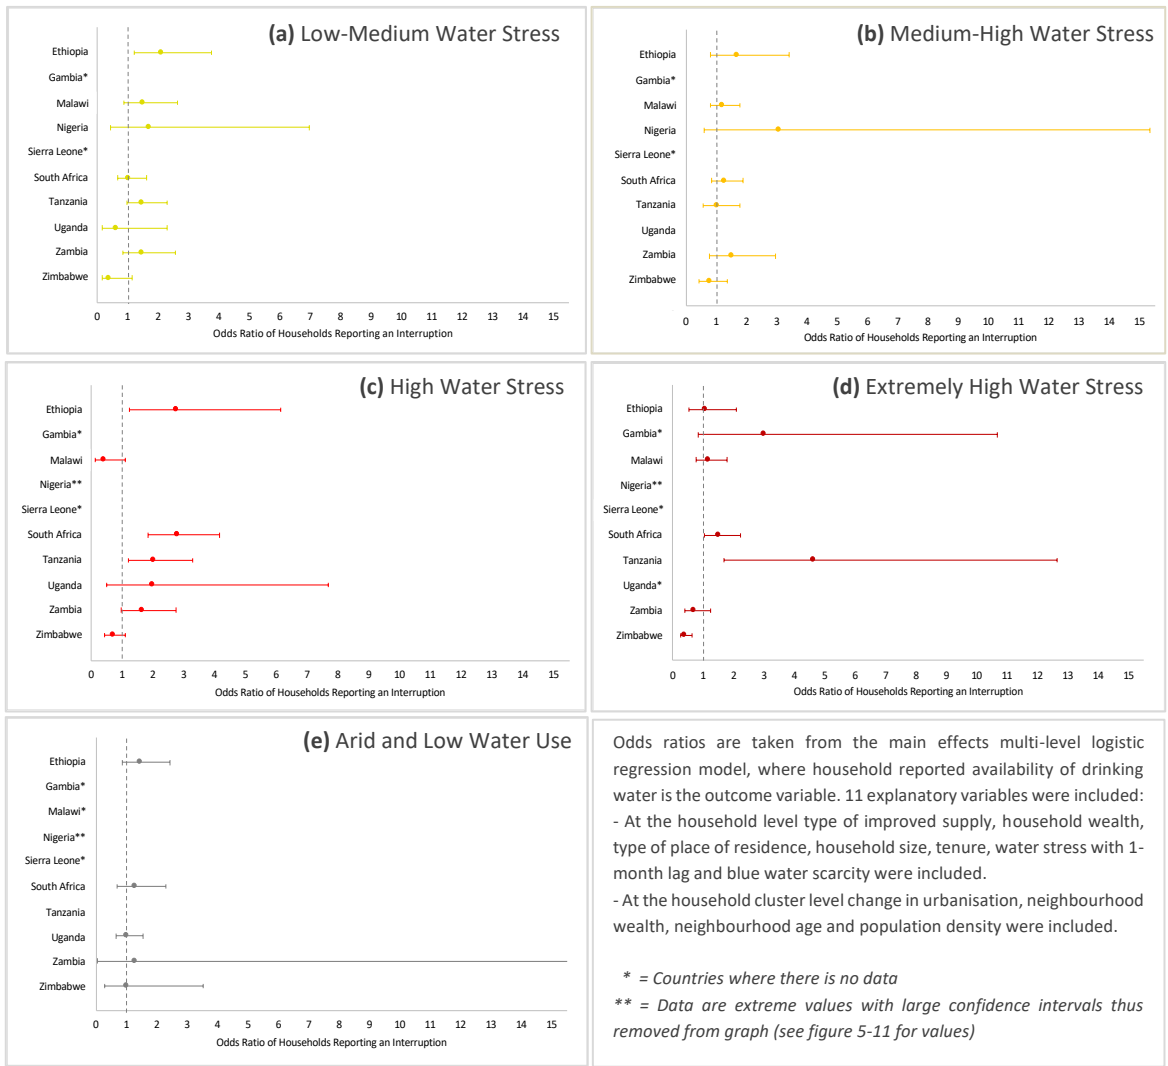 (a) Low-Medium Water Stress
Ethiopia
Gambia*
Malawi
Nigeria
Sierra Leone*
South Africa
Tanzania
Uganda
Zambia
Zimbabwe
0 1 2 3 4 5 6 7 8 9 10 11 12 13 14 15
Odds Ratio of Households Reporting an Interruption
(b) Medium-High Water Stress
Ethiopia
Gambia*
Malawi
Nigeria
Sierra Leone*
South Africa
Tanzania
Uganda
Zambia
Zimbabwe
0 1 2 3 4 5 6 7 8 9 10 11 12 13 14 15
Odds Ratio of Households Reporting an Interruption
(c) High Water Stress
Ethiopia
Gambia*
Malawi
Nigeria**
Sierra Leone*
South Africa
Tanzania
Uganda
Zambia
Zimbabwe
0 1 2 3 4 5 6 7 8 9 10 11 12 13 14 15
Odds Ratio of Households Reporting an Interruption
(d) Extremely High Water Stress
Ethiopia
Gambia*
Malawi
Nigeria**
Sierra Leone*
South Africa
Tanzania
Uganda*
Zambia
Zimbabwe
0 1 2 3 4 5 6 7 8 9 10 11 12 13 14 15
Odds Ratio of Households Reporting an Interruption
(e) Arid and Low Water Use
Ethiopia
Gambia*
Malawi*
Nigeria**
Sierra Leone*
South Africa
Tanzania
Uganda
Zambia
Zimbabwe
0 1 2 3 4 5 6 7 8 9 10 11 12 13 14 15
Odds Ratio of Households Reporting an Interruption
Odds ratios are taken from the main effects multi-level logistic
regression model, where household reported availability of drinking
water is the outcome variable. 11 explanatory variables were included:
- At the household level type of improved supply, household wealth,
type of place of residence, household size, tenure, water stress with 1-
month lag and blue water scarcity were included.
- At the household cluster level change in urbanisation, neighbourhood
wealth, neighbourhood age and population density were included.
* = Countries where there is no data
** = Data are extreme values with large confidence intervals thus
removed from graph (see figure 5-11 for values)